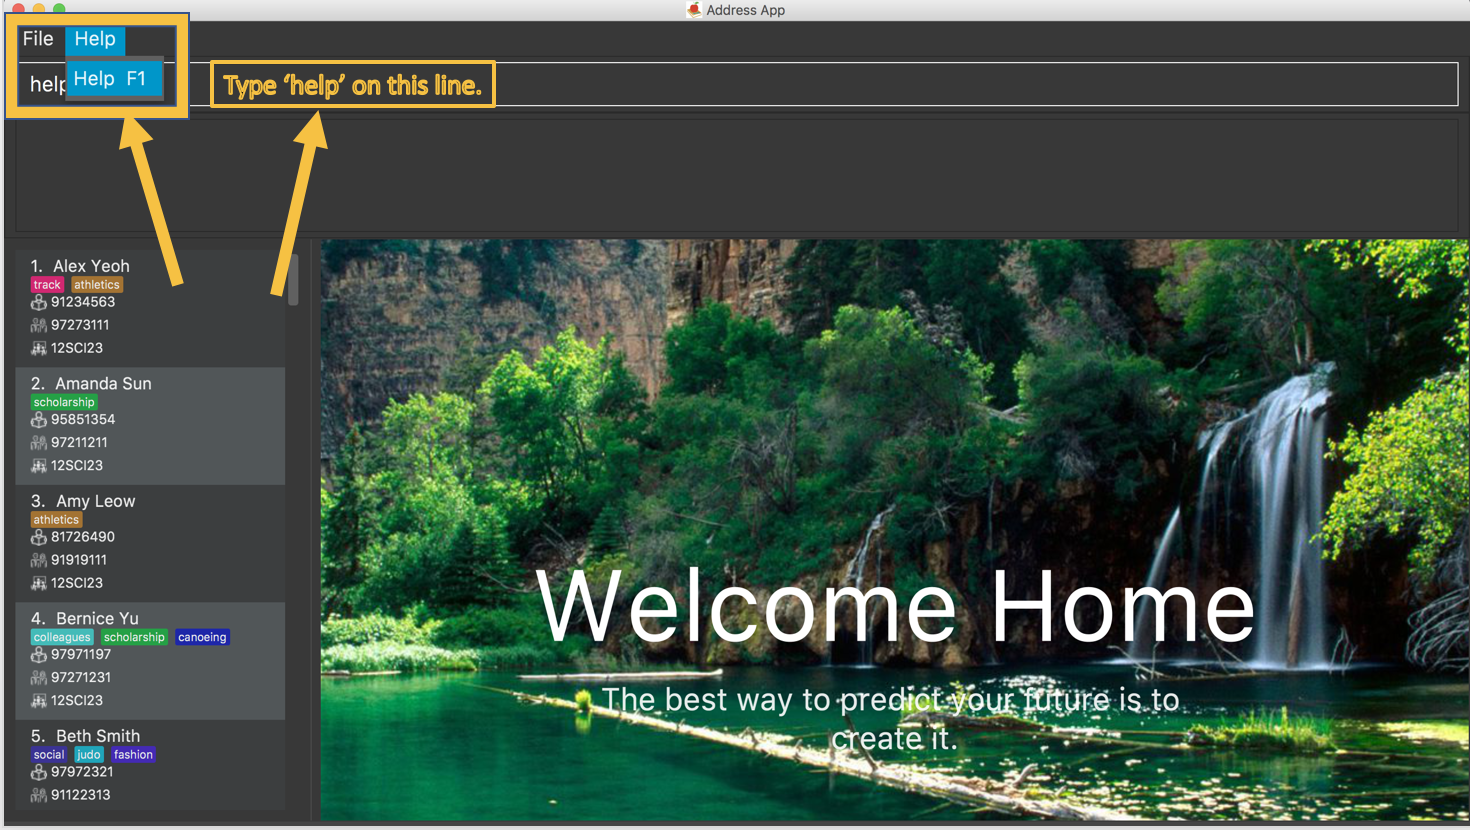 Address App
File Help
Help F1
help
Type ‘help’ on this line.
1. Alex Yeoh
track athletics
91234563
97273111
12SCI23
2. Amanda Sun
scholarship
95851354
97211211
12SCI23
3. Amy Leow
athletics
81726490
91919111
12SCI23
4. Bernice Yu
colleagues scholarship canoeing
97971197
97271231
12SCI23
5. Beth Smith
social judo fashion
97972321
91122313
Welcome Home
The best way to predict your future is to
create it.